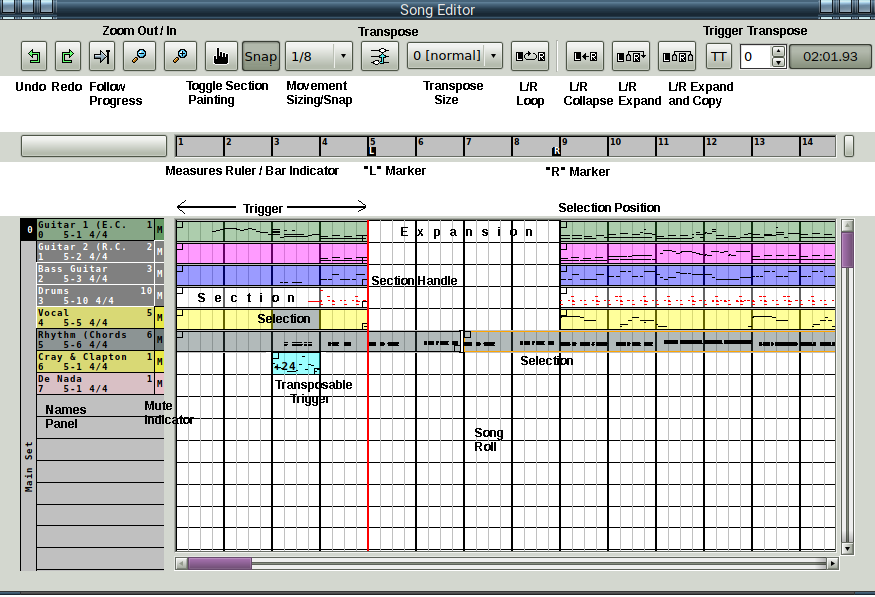 Song Editor
Zoom Out / In
Transpose
Trigger Transpose
Snap
1/8
0 [normal]
TT
0
02:01.93
Undo Redo Follow
Progress
Toggle Section
Painting
Movement
Sizing/Snap
Transpose
Size
L/R
Loop
L/R
Collapse
L/R
Expand
L/R Expand
and Copy
1 2 3 4 5 6 7 8 9 10 11 12 13 14
L R
Measures Ruler / Bar Indicator
"L" Marker
"R" Marker
Trigger
Selection Position
0
Guitar 1 (E.C. 1
0 5-1 4/4 M
Expansion
Guitar 2 (R.C. 2
1 5-2 4/4 M
Bass Guitar 3
2 5-3 4/4 M
Section Handle
Drums 10
3 5-10 4/4 M
Section
Vocal 5
4 5-5 4/4 M
Selection
Rhythm (Chords 6
5 5-6 4/4 M
Cray & Clapton 1
6 5-1 4/4 M
+24
Selection
De Nada 1
7 5-1 4/4 M
Transposable
Trigger
Names
Panel
Mute
Indicator
Song
Roll
Main Set